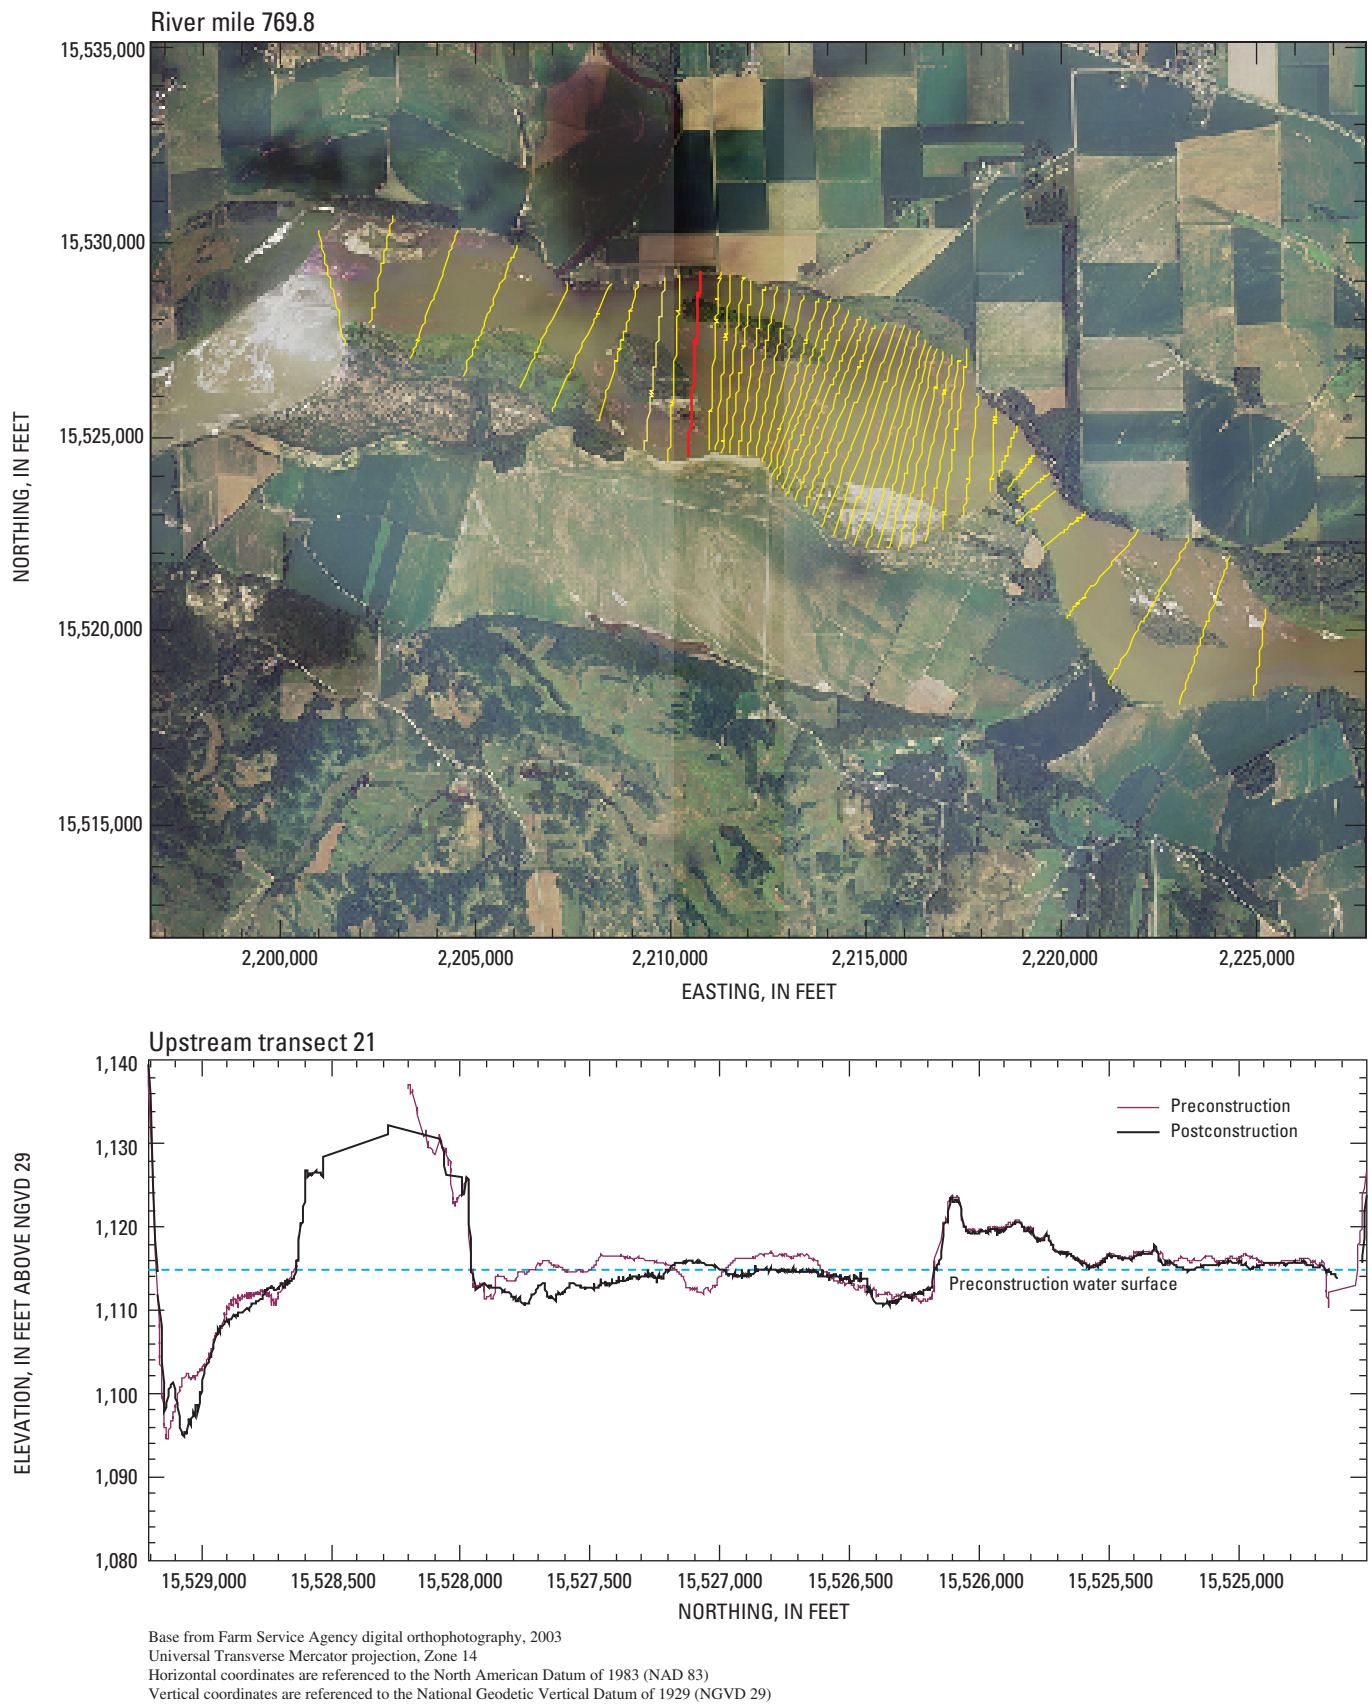 River mile 769.8
15,535,000
15,530,000
15,525,000
15,520,000
15,515,000
NORTHING, IN FEET
2,200,000 2,205,000 2,210,000 2,215,000 2,220,000 2,225,000
EASTING, IN FEET
Upstream transect 21
1,140
1,130
1,120
1,110
1,100
1,090
1,080
ELEVATION, IN FEET ABOVE NGVD 29
Preconstruction
Postconstruction
Preconstruction water surface
15,529,000 15,528,500 15,528,000 15,527,500 15,527,000 15,526,500 15,526,000 15,525,500 15,525,000
NORTHING, IN FEET
Base from Farm Service Agency digital orthophotography, 2003
Universal Transverse Mercator projection, Zone 14
Horizontal coordinates are referenced to the North American Datum of 1983 (NAD 83)
Vertical coordinates are referenced to the National Geodetic Vertical Datum of 1929 (NGVD 29)